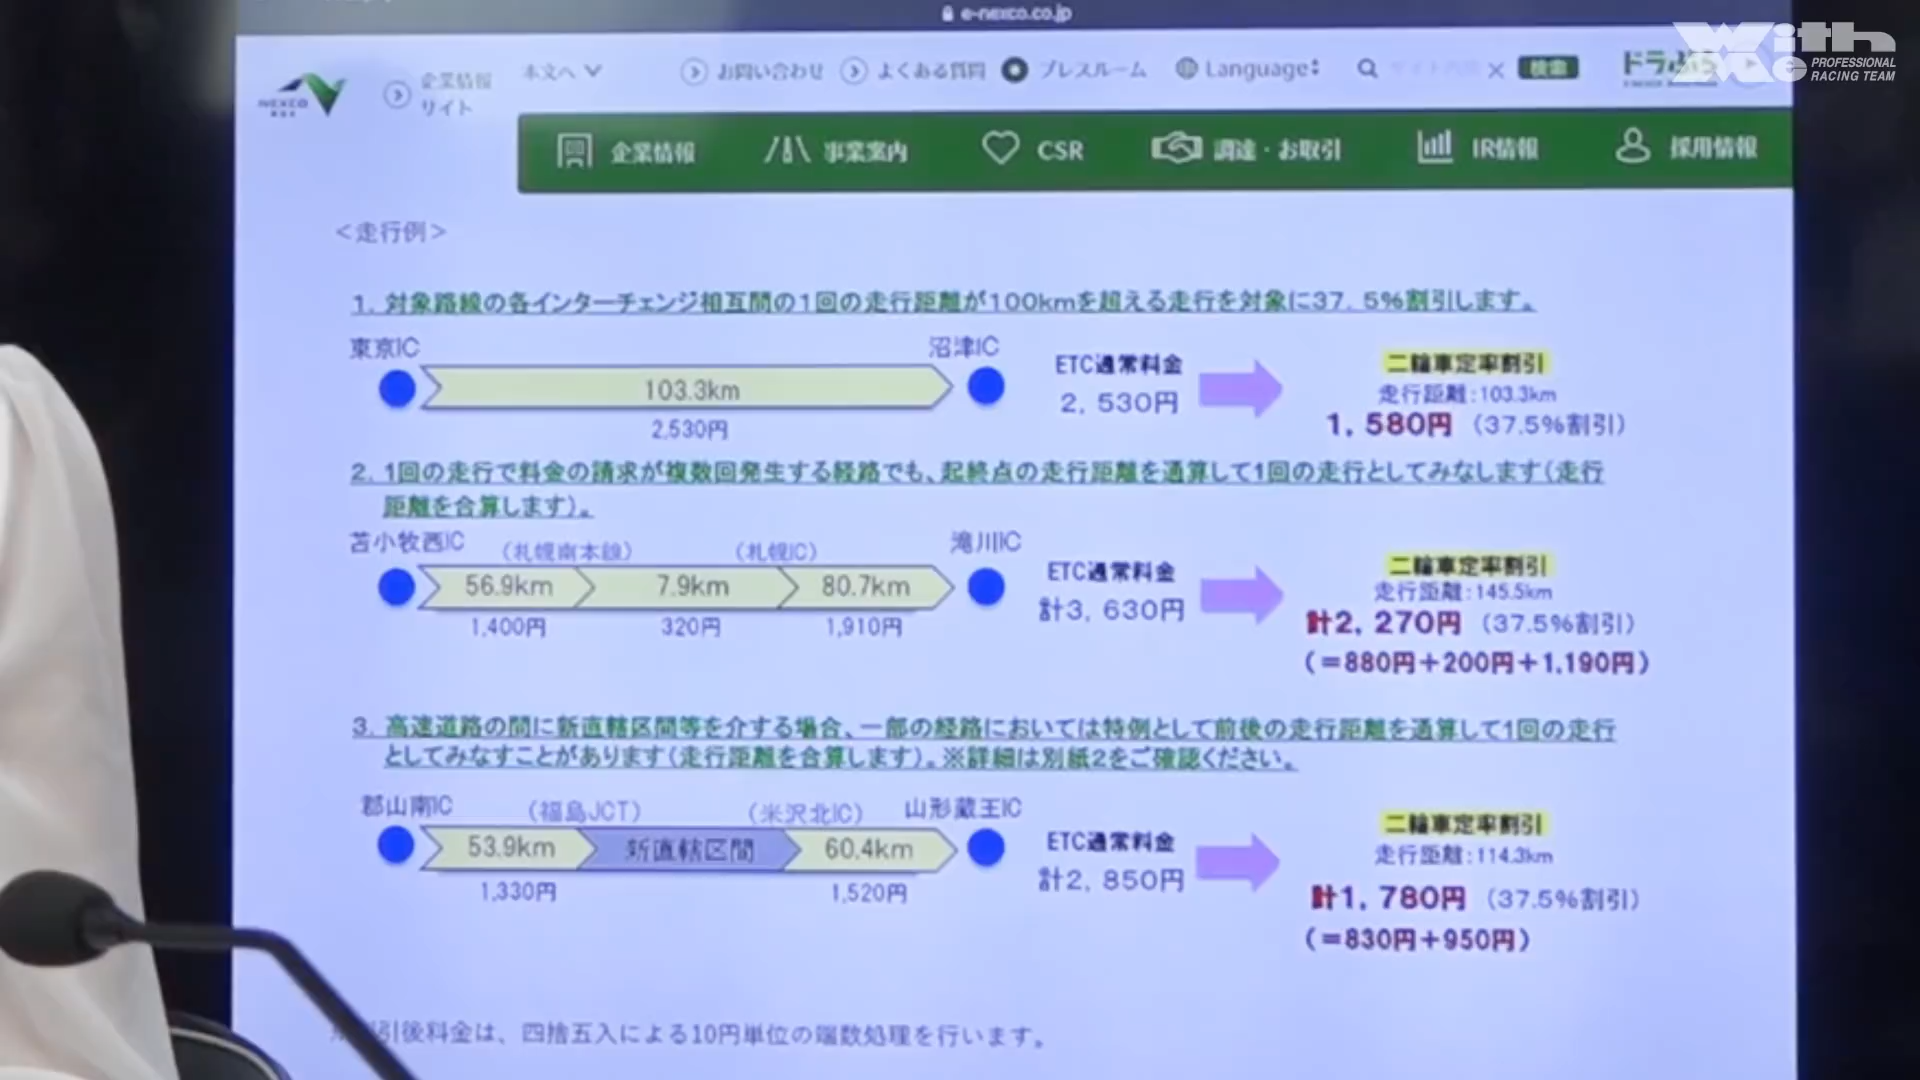 e-nexco.co.jp
With me PROFESSIONAL RACING TEAM
NEXCO
企業情報サイト
本文へ
お問い合わせ
よくある質問
プレスルーム
Language
サイト内検索
検索
ドラぷら
企業情報
事業案内
CSR
調達・お取引
IR情報
採用情報
＜走行例＞
1. 対象路線の各インターチェンジ相互間の1回の走行距離が100kmを超える走行を対象に37. 5%割引します。
東京IC
沼津IC
103.3km
2,530円
ETC通常料金
2, 530円
二輪車定率割引
走行距離:103.3km
1, 580円（37.5%割引）
2. 1回の走行で料金の請求が複数回発生する経路でも、起終点の走行距離を通算して1回の走行としてみなします（走行
距離を合算します）。
苫小牧西IC
（札幌南本線）
（札幌IC）
滝川IC
56.9km
7.9km
80.7km
1,400円
320円
1,910円
ETC通常料金
計3, 630円
二輪車定率割引
走行距離:145.5km
計2, 270円（37.5%割引）
（＝880円＋200円＋1,190円）
3. 高速道路の間に新直轄区間等を介する場合、一部の経路においては特例として前後の走行距離を通算して1回の走行
としてみなすことがあります（走行距離を合算します）。※詳細は別紙2をご確認ください。
郡山南IC
（福島JCT）
（米沢北IC）
山形蔵王IC
53.9km
新直轄区間
60.4km
1,330円
1,520円
ETC通常料金
計2, 850円
二輪車定率割引
走行距離:114.3km
計1, 780円（37.5%割引）
（＝830円＋950円）
引後料金は、四捨五入による10円単位の端数処理を行います。